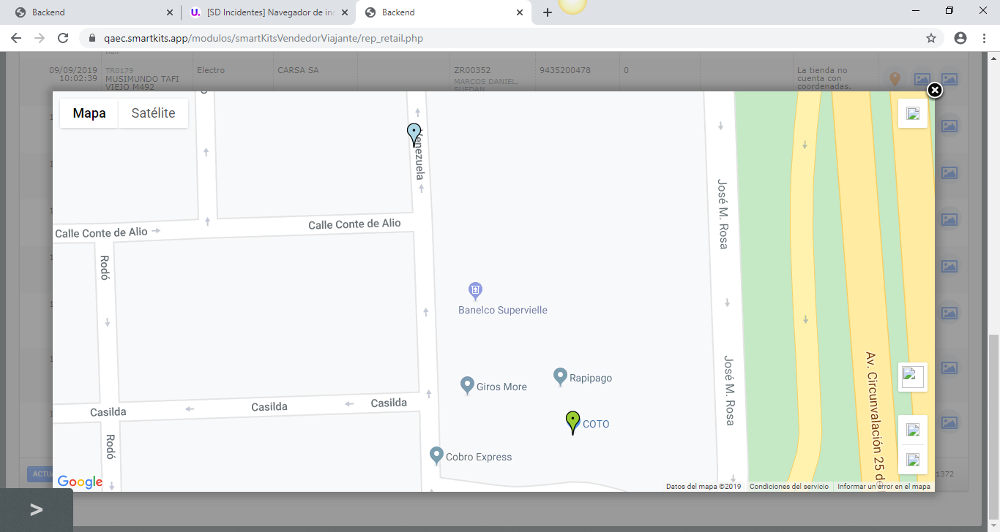 Backend
[SD Incidentes] Navegador de inc
Backend
qaec.smartkits.app/modulos/smartKitsVendedorViajante/rep_retail.php
09/09/2019
10:02:39
TR0179
MUSIMUNDO TAFI
VIEJO M492
Electro
CARSA SA
ZR00352
MARCOS DANEL,
9435200478
0
La tienda no
cuenta con
coordenadas.
Mapa
Satélite
Venezuela
José M. Rosa
Calle Conte de Alio
Calle Conte de Alio
Rodó
Banelco Supervielle
José M. Rosa
Av. Circunvalación 25 de
Rapipago
Giros More
Casilda
Casilda
Casilda
COTO
Rodó
Cobro Express
ACTU
1372
Google
Datos del mapa ©2019
Condiciones del servicio
Informar un error en el mapa
>